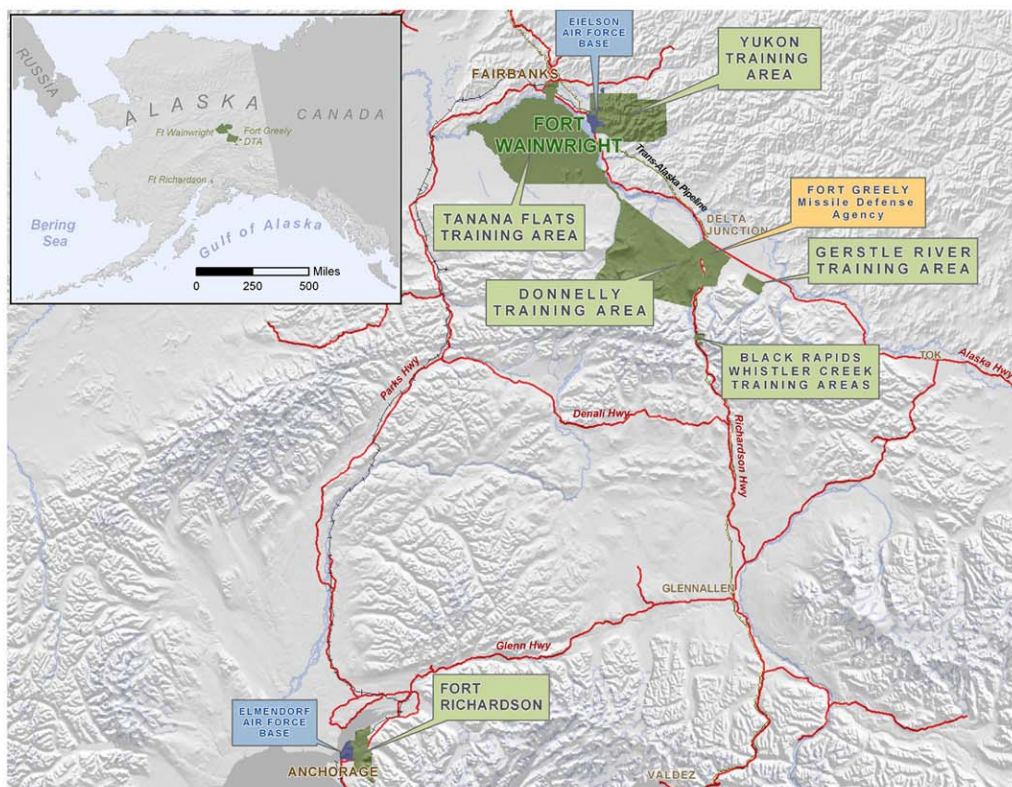 RUSSIA
ALASKA
CANADA
Ft Wainwright
Fort Greely
DTA
Ft Richardson
Bering
Sea
Gulf of Alaska
Miles
0 250 500
EIELSON
AIR FORCE
BASE
YUKON
TRAINING
AREA
FAIRBANKS
FORT
WAINWRIGHT
Trans-Alaska Pipeline
TANANA FLATS
TRAINING AREA
DELTA
JUNCTION
FORT GREELY
Missile Defense
Agency
GERSTLE RIVER
TRAINING AREA
DONNELLY
TRAINING AREA
BLACK RAPIDS
WHISTLER CREEK
TRAINING AREAS
TOK
Alaska Hwy
Parks Hwy
Denali Hwy
Richardson Hwy
GLENNALLEN
Glenn Hwy
FORT
RICHARDSON
ELMENDORF
AIR FORCE
BASE
ANCHORAGE
VALDEZ